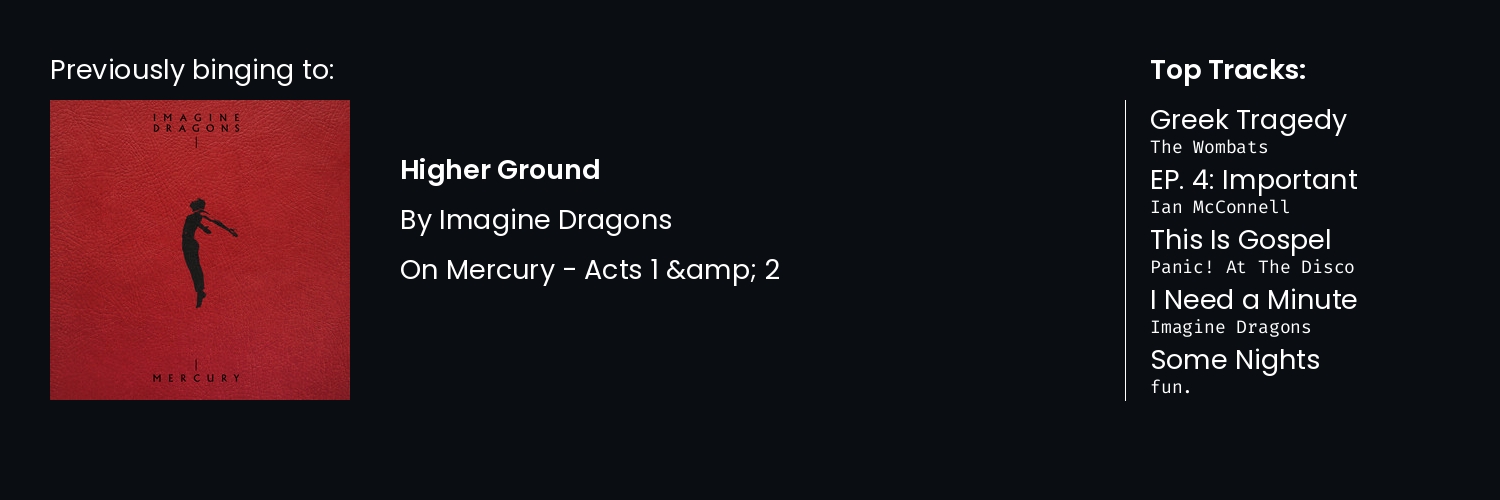 Previously binging to:
IMAGINE
DRAGONS
MERCURY
Higher Ground
By Imagine Dragons
On Mercury - Acts 1 &amp; 2
Top Tracks:
Greek Tragedy
The Wombats
EP. 4: Important
Ian McConnell
This Is Gospel
Panic! At The Disco
I Need a Minute
Imagine Dragons
Some Nights
fun.